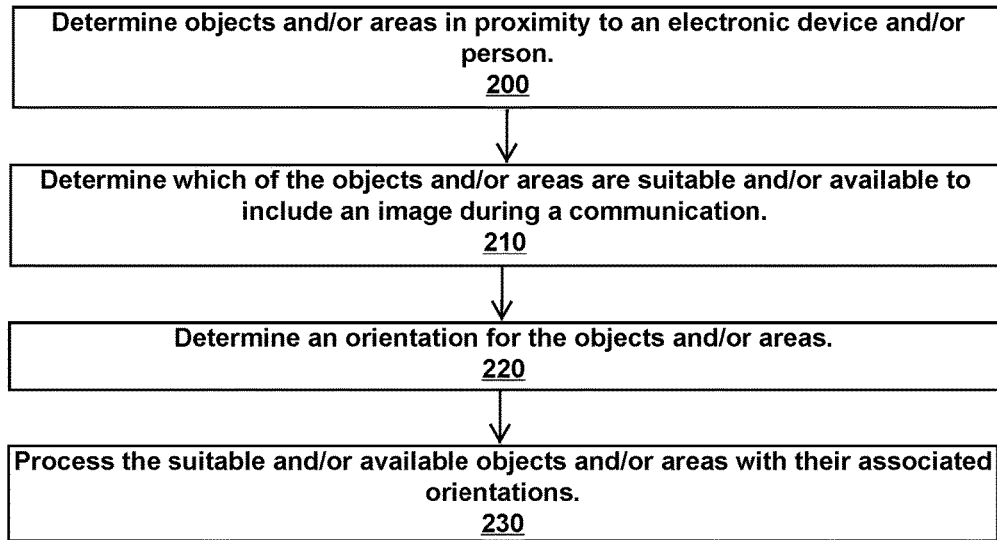 Determine objects and/or areas in proximity to an electronic device and/or
person.
200
Determine which of the objects and/or areas are suitable and/or available to
include an image during a communication.
210
Determine an orientation for the objects and/or areas.
220
Process the suitable and/or available objects and/or areas with their associated
orientations.
230